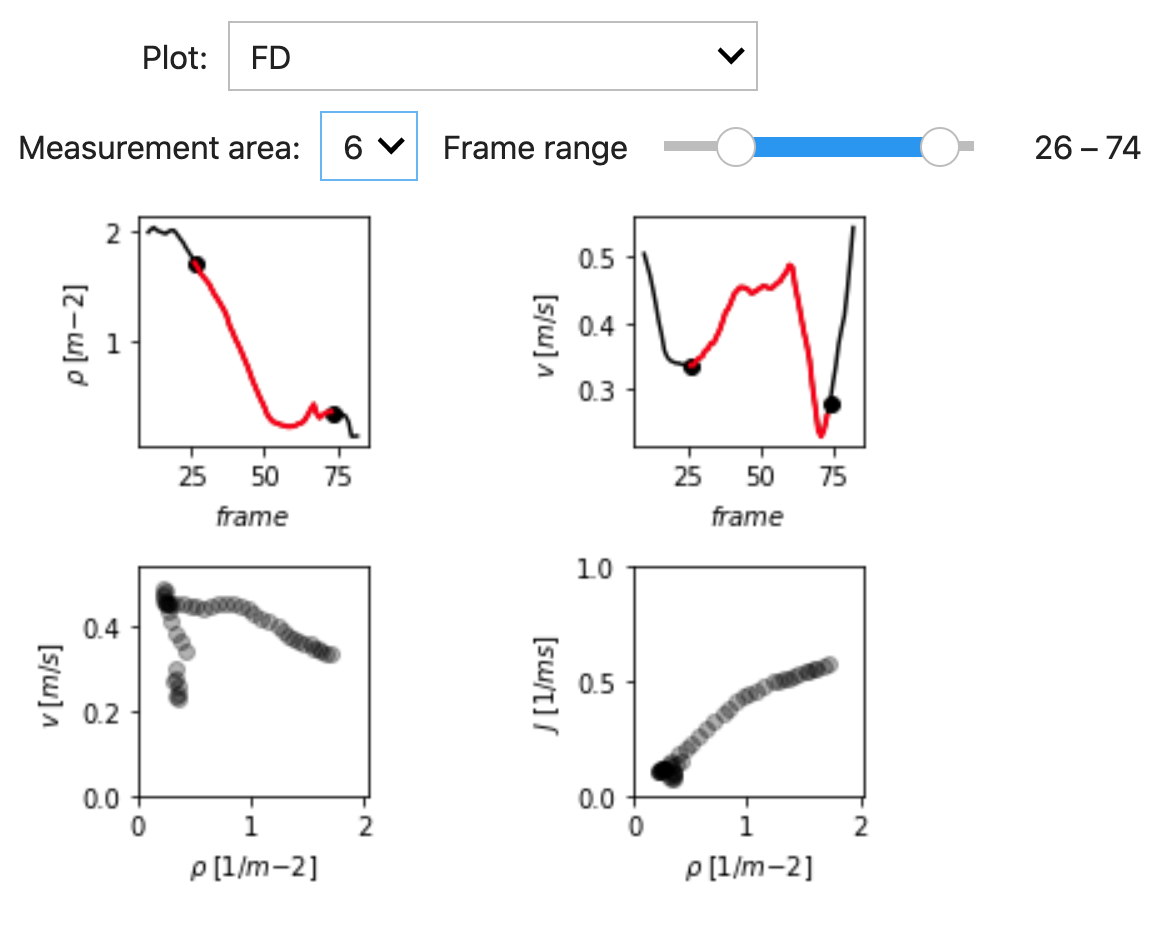 Plot: FD
Measurement area: 6 Frame range 26 – 74
2
1
ρ [m−2]
25 50 75
frame
0.5
0.4
0.3
v [m/s]
25 50 75
frame
0.4
0.2
0.0
v [m/s]
0 1 2
ρ [1/m−2]
1.0
0.5
0.0
J [1/ms]
0 1 2
ρ [1/m−2]